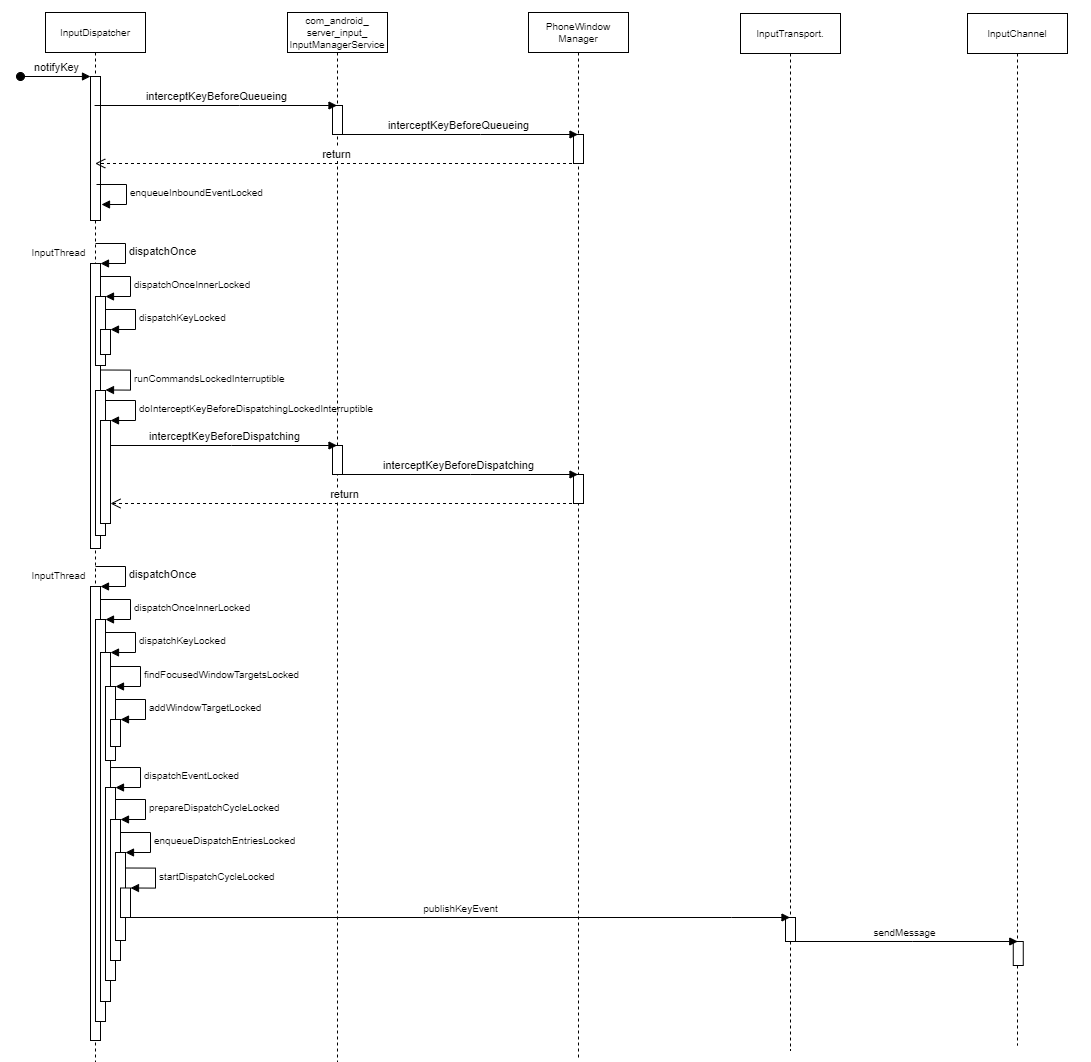 InputDispatcher
com_android_
server_input_
InputManagerService
PhoneWindow
Manager
InputTransport.
InputChannel
notifyKey
interceptKeyBeforeQueueing
interceptKeyBeforeQueueing
return
enqueueInboundEventLocked
InputThread
dispatchOnce
dispatchOnceInnerLocked
dispatchKeyLocked
runCommandsLockedInterruptible
doInterceptKeyBeforeDispatchingLockedInterruptible
interceptKeyBeforeDispatching
interceptKeyBeforeDispatching
return
InputThread
dispatchOnce
dispatchOnceInnerLocked
dispatchKeyLocked
findFocusedWindowTargetsLocked
addWindowTargetLocked
dispatchEventLocked
prepareDispatchCycleLocked
enqueueDispatchEntriesLocked
startDispatchCycleLocked
publishKeyEvent
sendMessage